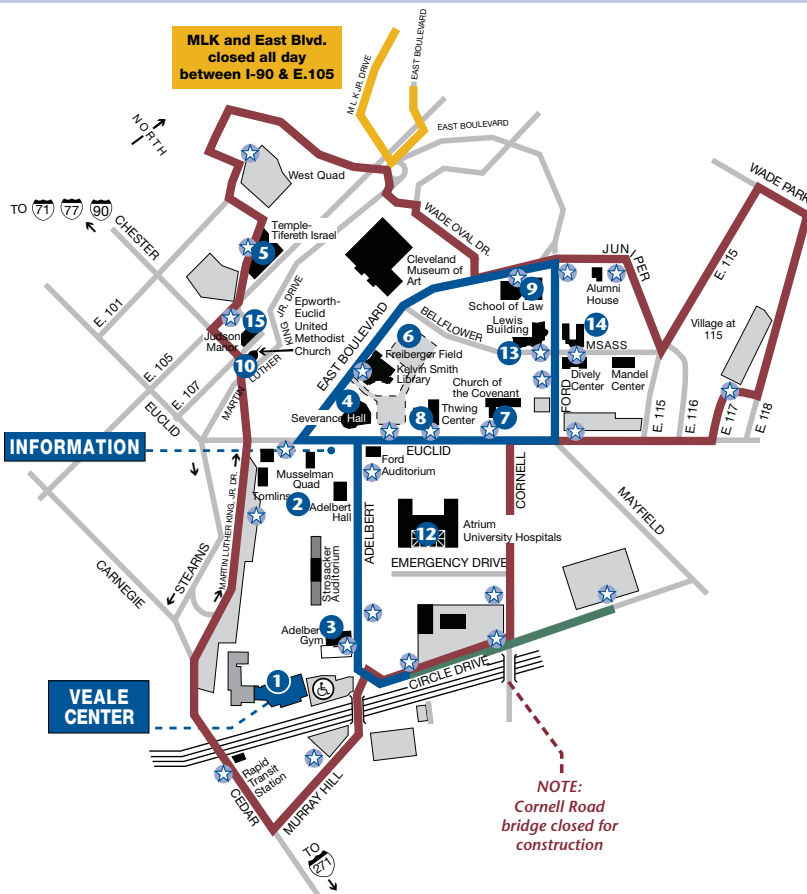 MLK and East Blvd.
closed all day
between I-90 & E.105
M L K JR. DRIVE
EAST BOULEVARD
EAST BOULEVARD
NORTH
West Quad
WADE PARK
TO 71 77 90
CHESTER
WADE OVAL DR.
Temple-
Tifereth Israel
5
JUNIPER
E. 115
Cleveland
Museum of
Art
9
School of Law
Alumni
House
E. 101
JR. DRIVE
Epworth-
Euclid
United
Methodist
Church
KING
LUTHER
MARTIN
15
Judson
Manor
10
EAST BOULEVARD
BELLFLOWER
Lewis
Building
14
MSASS
Village at
115
6
Freiberger Field
Kelvin Smith
Library
13
E. 105
E. 107
EUCLID
Church of
the Covenant
Dively
Center
Mandel
Center
FORD
4
Severance Hall
8
Thwing
Center
7
E. 115
E. 116
E. 117
E. 118
INFORMATION
EUCLID
Ford
Auditorium
Musselman
Quad
Tomlins
2
Adelbert
Hall
CORNELL
MAYFIELD
MARTIN LUTHER KING, JR. DR.
ADELBERT
12
Atrium
University Hospitals
STEARNS
CARNEGIE
EMERGENCY DRIVE
Strosacker
Auditorium
3
Adelber
Gym
CIRCLE DRIVE
1
VEALE
CENTER
Rapid
Transit
Station
CEDAR
MURRAY HILL
NOTE:
Cornell Road
bridge closed for
construction
TO
271